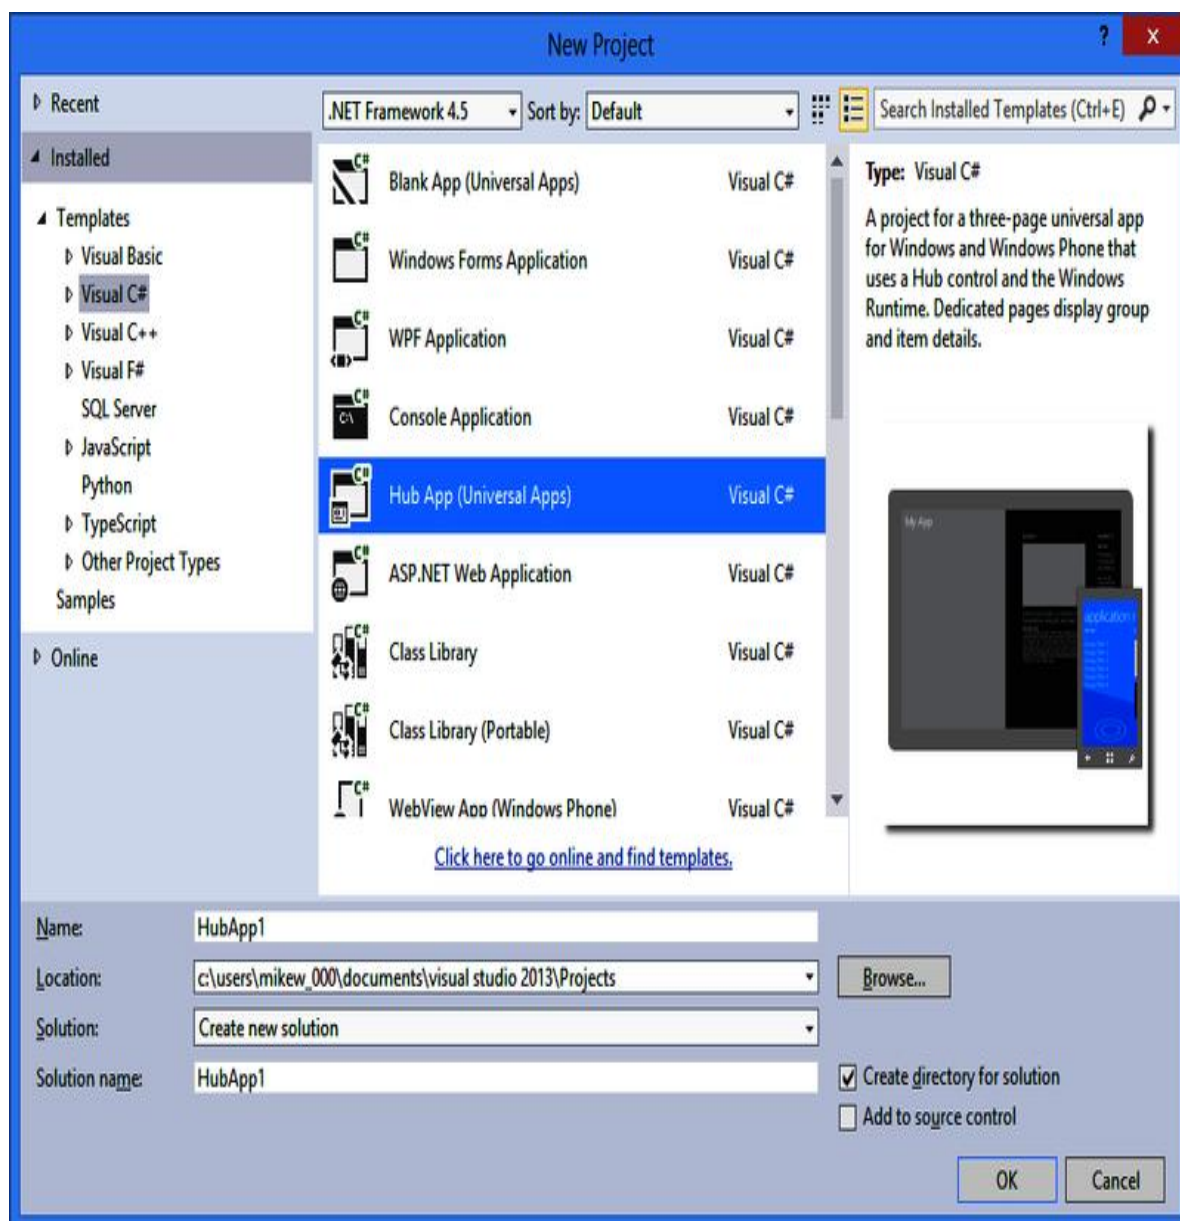 New Project
?
x
Recent
Installed
Templates
Visual Basic
Visual C#
Visual C++
Visual F#
SQL Server
JavaScript
Python
TypeScript
Other Project Types
Samples
Online
.NET Framework 4.5
Sort by: Default
Search Installed Templates (Ctrl+E)
Blank App (Universal Apps) Visual C#
Windows Forms Application Visual C#
WPF Application Visual C#
Console Application Visual C#
Hub App (Universal Apps) Visual C#
ASP.NET Web Application Visual C#
Class Library Visual C#
Class Library (Portable) Visual C#
WebView App (Windows Phone) Visual C#
Click here to go online and find templates.
Type: Visual C#
A project for a three-page universal app
for Windows and Windows Phone that
uses a Hub control and the Windows
Runtime. Dedicated pages display group
and item details.
My App
application
Name: HubApp1
Location: c:\users\mikew_000\documents\visual studio 2013\Projects
Browse...
Solution: Create new solution
Solution name: HubApp1
Create directory for solution
Add to source control
OK
Cancel